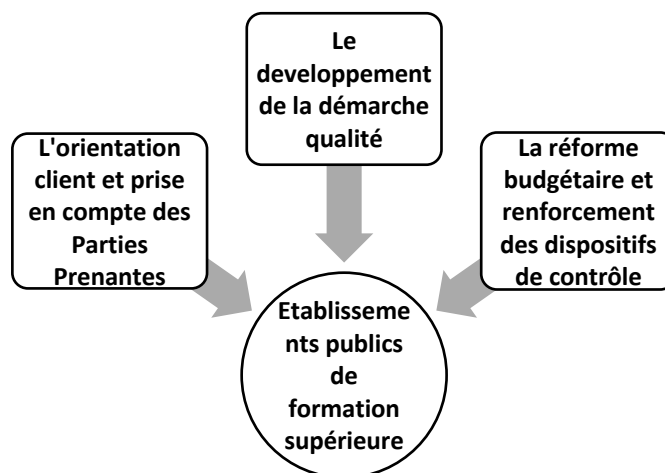 Le
developpement
de la démarche
qualité
L'orientation
client et prise
en compte des
Parties
Prenantes
La réforme
budgétaire et
renforcement
des dispositifs
de contrôle
Etablisseme
nts publics
de
formation
supérieure